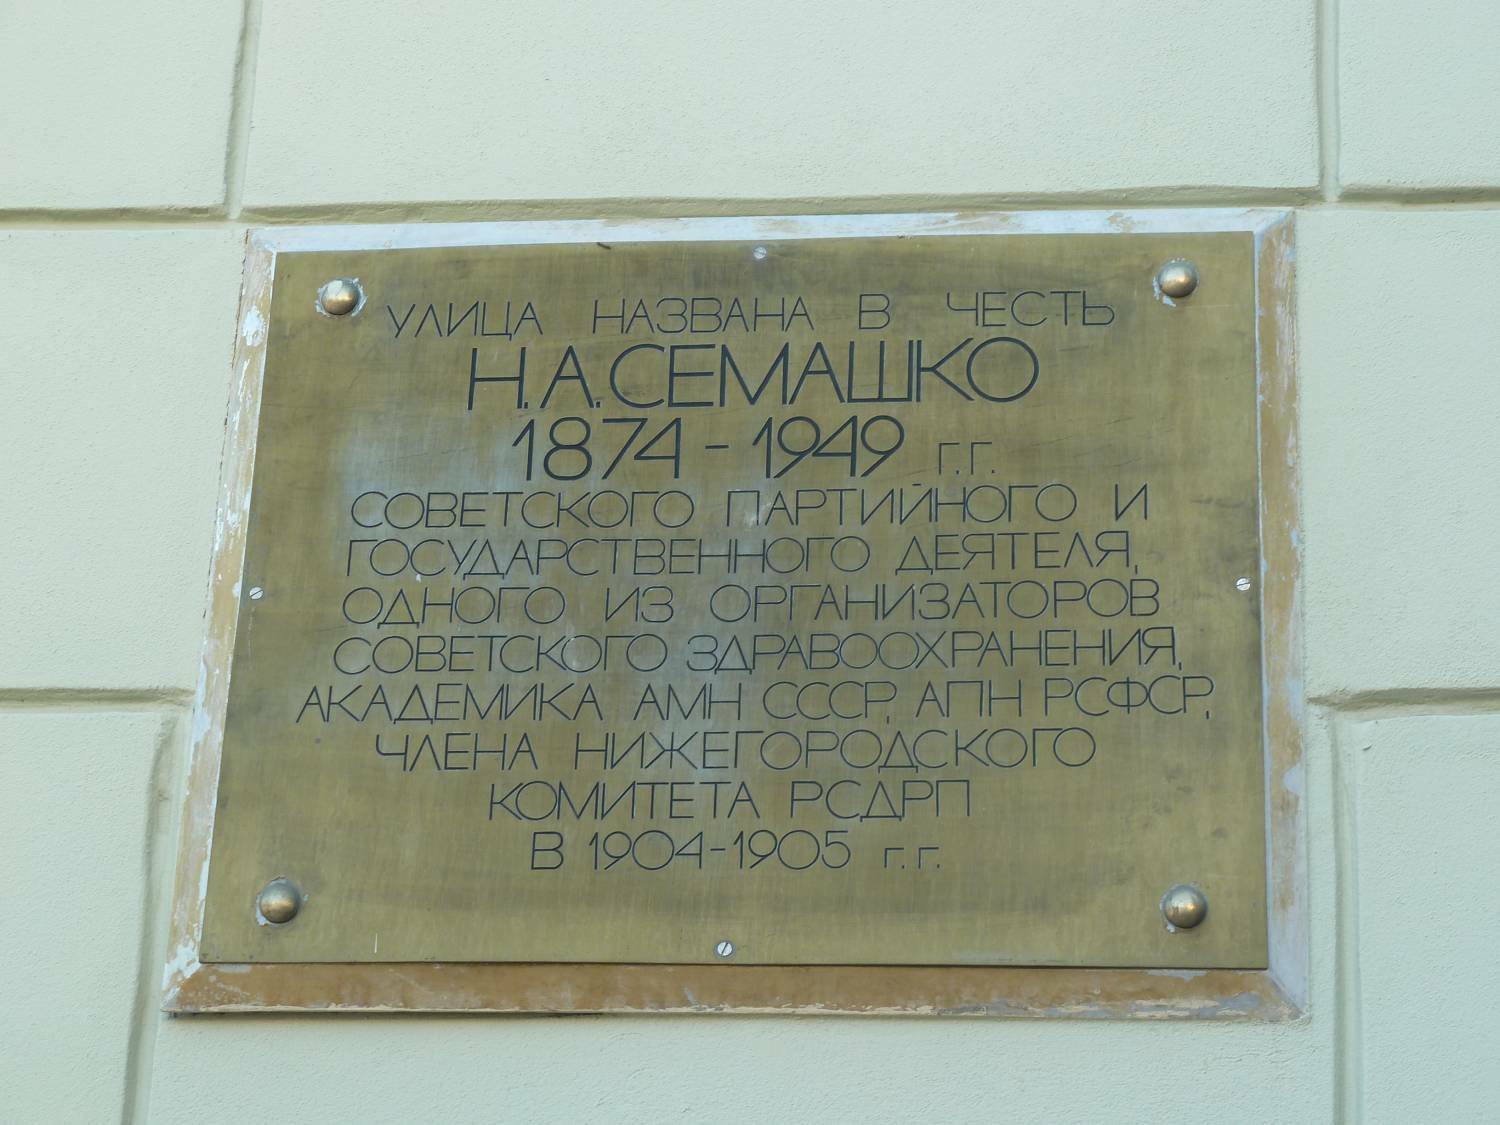 УЛИЦА НАЗВАНА В ЧЕСТЬ
Н.А.СЕМАШКО
1874-1949 г.г.
СОВЕТСКОГО ПАРТИЙНОГО И
ГОСУДАРСТВЕННОГО ДЕЯТЕЛЯ,
ОДНОГО ИЗ ОРГАНИЗАТОРОВ
СОВЕТСКОГО ЗДРАВООХРАНЕНИЯ,
АКАДЕМИКА АМН СССР, АПН РСФСР,
ЧЛЕНА НИЖЕГОРОДСКОГО
КОМИТЕТА РСДРП
В 1904-1905 г.г.